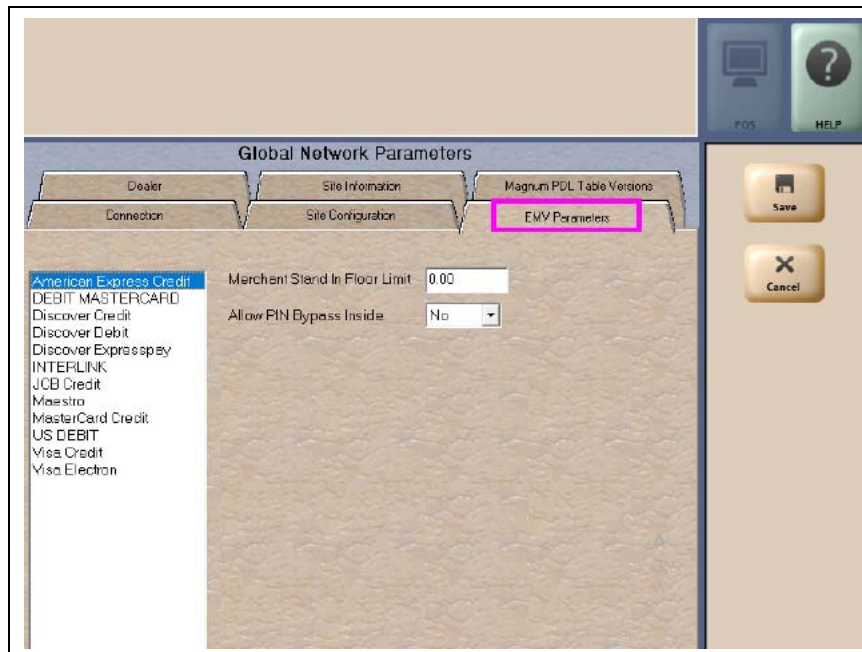 POS
HELP
Global Network Parameters
Dealer
Site Information
Magnum PDL Table Versions
Connection
Site Configuration
EMV Parameters
Save
Cancel
American Express Credit
DEBIT MASTERCARD
Discover Credit
Discover Debit
Discover Expresspay
INTERLINK
JCB Credit
Maestro
MasterCard Credit
US DEBIT
Visa Credit
Visa Electron
Merchant Stand In Floor Limit 0.00
Allow PIN Bypass Inside No